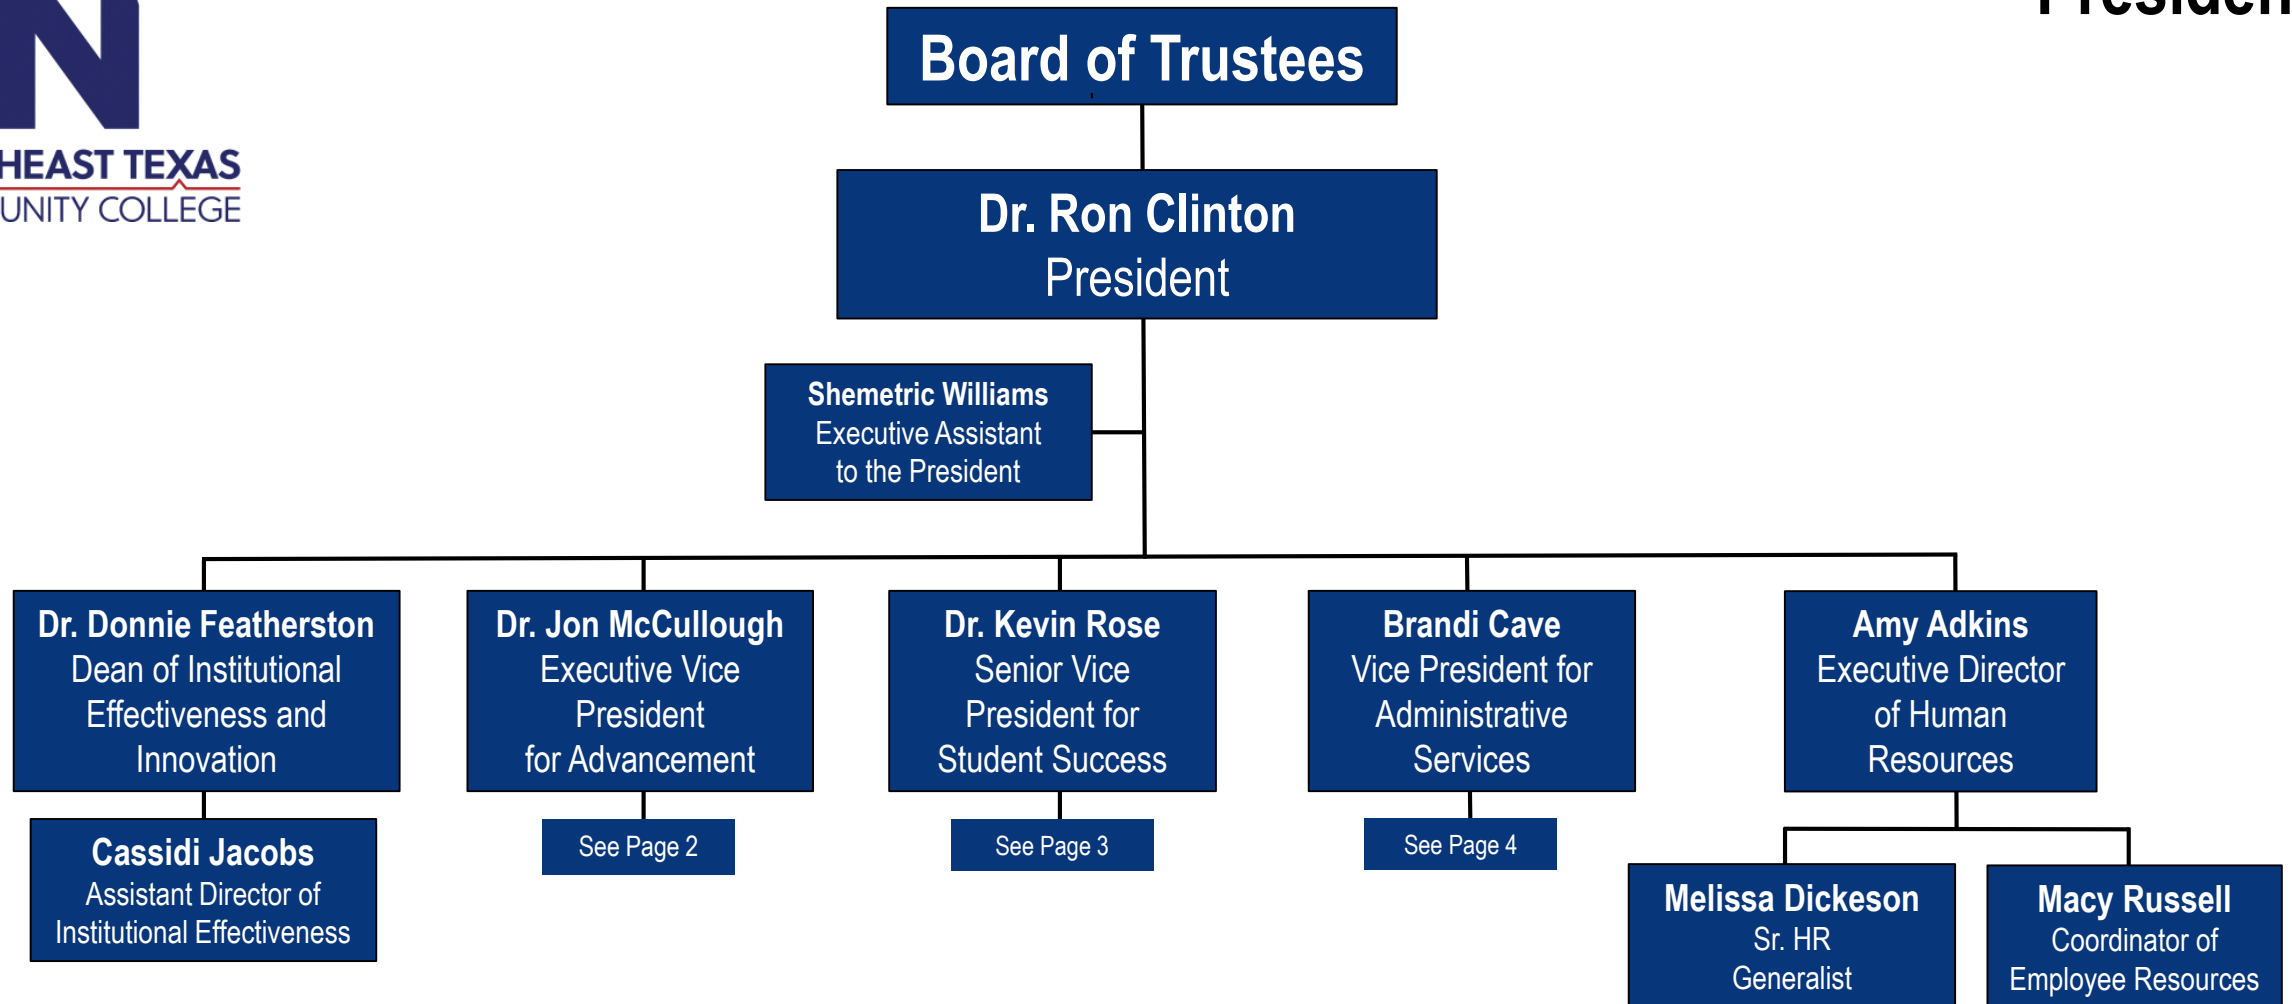 Presiden
Board of Trustees
HEAST TEXAS
UNITY COLLEGE
Dr. Ron Clinton
President
Shemetric Williams
Executive Assistant
to the President
Dr. Donnie Featherston
Dean of Institutional
Effectiveness and
Innovation
Dr. Jon McCullough
Executive Vice
President
for Advancement
Dr. Kevin Rose
Senior Vice
President for
Student Success
Brandi Cave
Vice President for
Administrative
Services
Amy Adkins
Executive Director
of Human
Resources
Cassidi Jacobs
Assistant Director of
Institutional Effectiveness
See Page 2
See Page 3
See Page 4
Melissa Dickeson
Sr. HR
Generalist
Macy Russell
Coordinator of
Employee Resources